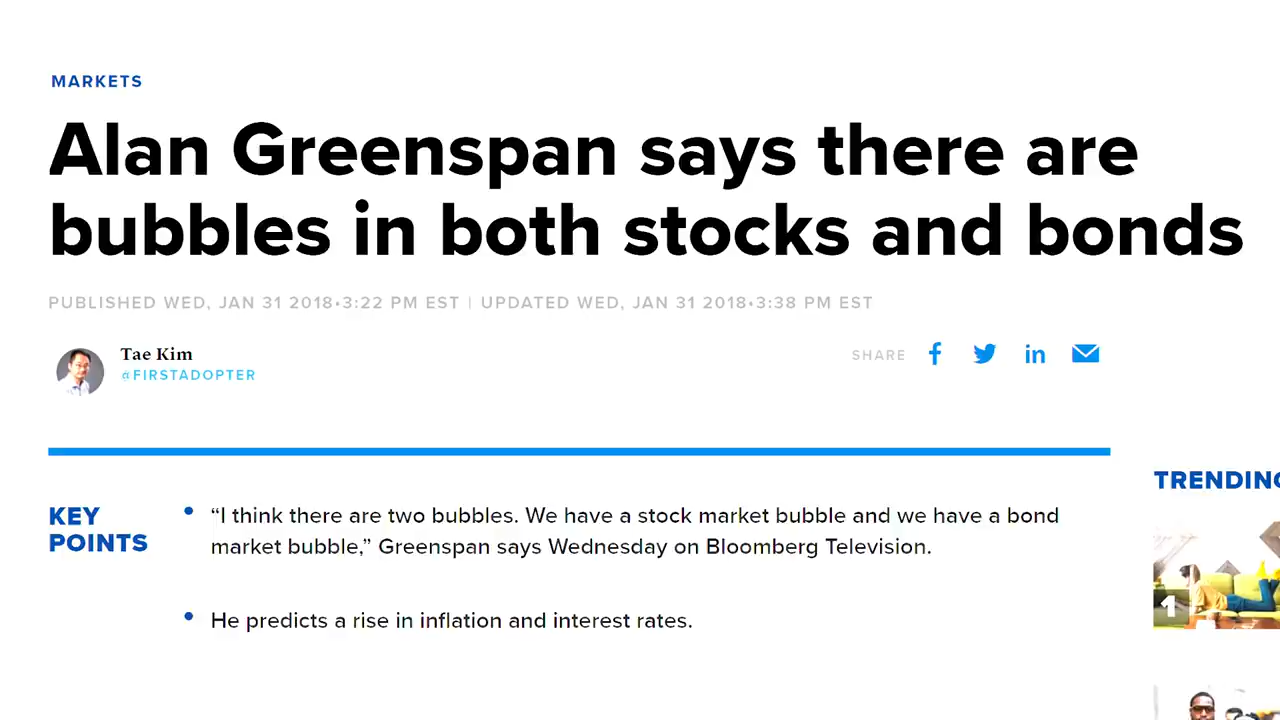 MARKETS
Alan Greenspan says there are
bubbles in both stocks and bonds
PUBLISHED WED, JAN 31 2018•3:22 PM EST | UPDATED WED, JAN 31 2018•3:38 PM EST
Tae Kim
@FIRSTADOPTER
SHARE
TRENDING
KEY
POINTS
• “I think there are two bubbles. We have a stock market bubble and we have a bond
market bubble,” Greenspan says Wednesday on Bloomberg Television.
• He predicts a rise in inflation and interest rates.
1